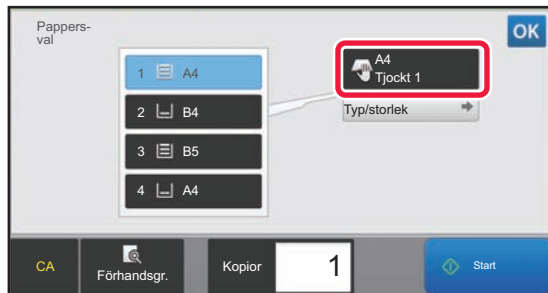 Pappers-
val
OK
1 A4
2 B4
3 B5
4 A4
A4
Tjockt 1
Typ/storlek
CA
Förhandsgr.
Kopior
1
Start